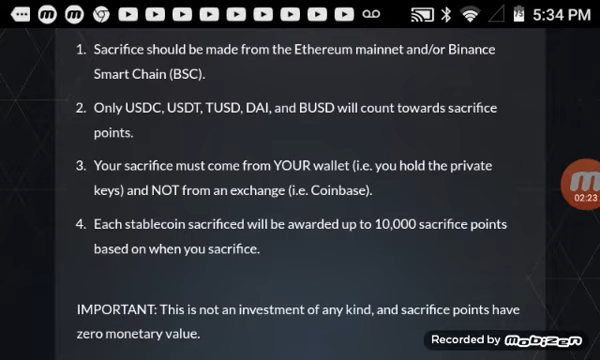 75 5:34 PM
1. Sacrifice should be made from the Ethereum mainnet and/or Binance
Smart Chain (BSC).
2. Only USDC, USDT, TUSD, DAI, and BUSD will count towards sacrifice
points.
3. Your sacrifice must come from YOUR wallet (i.e. you hold the private
keys) and NOT from an exchange (i.e. Coinbase).
02:23
4. Each stablecoin sacrificed will be awarded up to 10,000 sacrifice points
based on when you sacrifice.
IMPORTANT: This is not an investment of any kind, and sacrifice points have
zero monetary value.
Recorded by mobizen